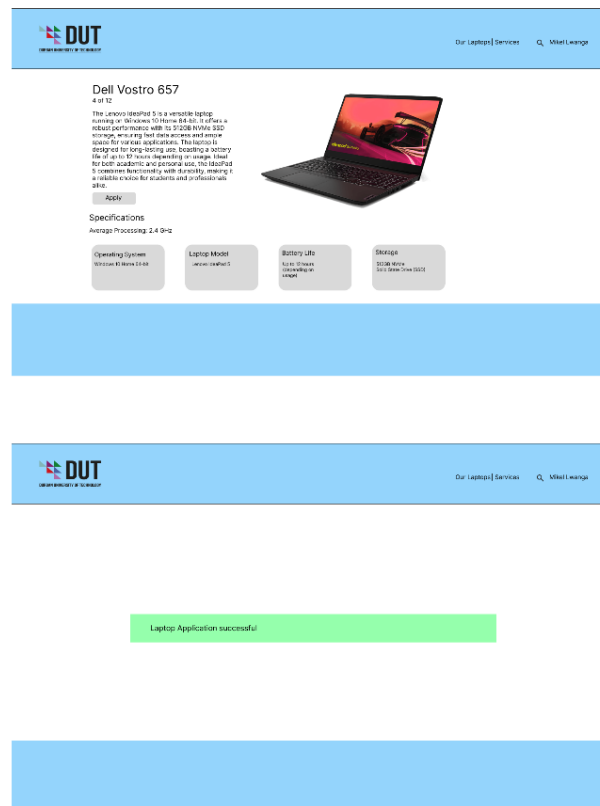 DUT
DURBAN UNIVERSITY OF TECHNOLOGY
Our Laptops| Services Mikel Lwanga
Dell Vostro 657
4 of 12
The Lenovo IdeaPad 5 is a versatile laptop
running on Windows 10 Home 64-bit. It offers a
robust performance with its 512GB NVMe SSD
storage, ensuring fast data access and ample
space for various applications. The laptop is
designed for long-lasting use, boasting a battery
life of up to 12 hours depending on usage. Ideal
for both academic and personal use, the IdeaPad
5 combines functionality with durability, making it
a reliable choice for students and professionals
alike.
Apply
Specifications
Average Processing: 2.4 GHz
Operating System
Windows 10 Home 64-bit
Laptop Model
Lenovo IdeaPad 5
Battery Life
Up to 12 hours
(depending on
usage)
Storage
512GB NVMe
Solid State Drive (SSD)
DUT
DURBAN UNIVERSITY OF TECHNOLOGY
Our Laptops| Services Mikel Lwanga
Laptop Application successful